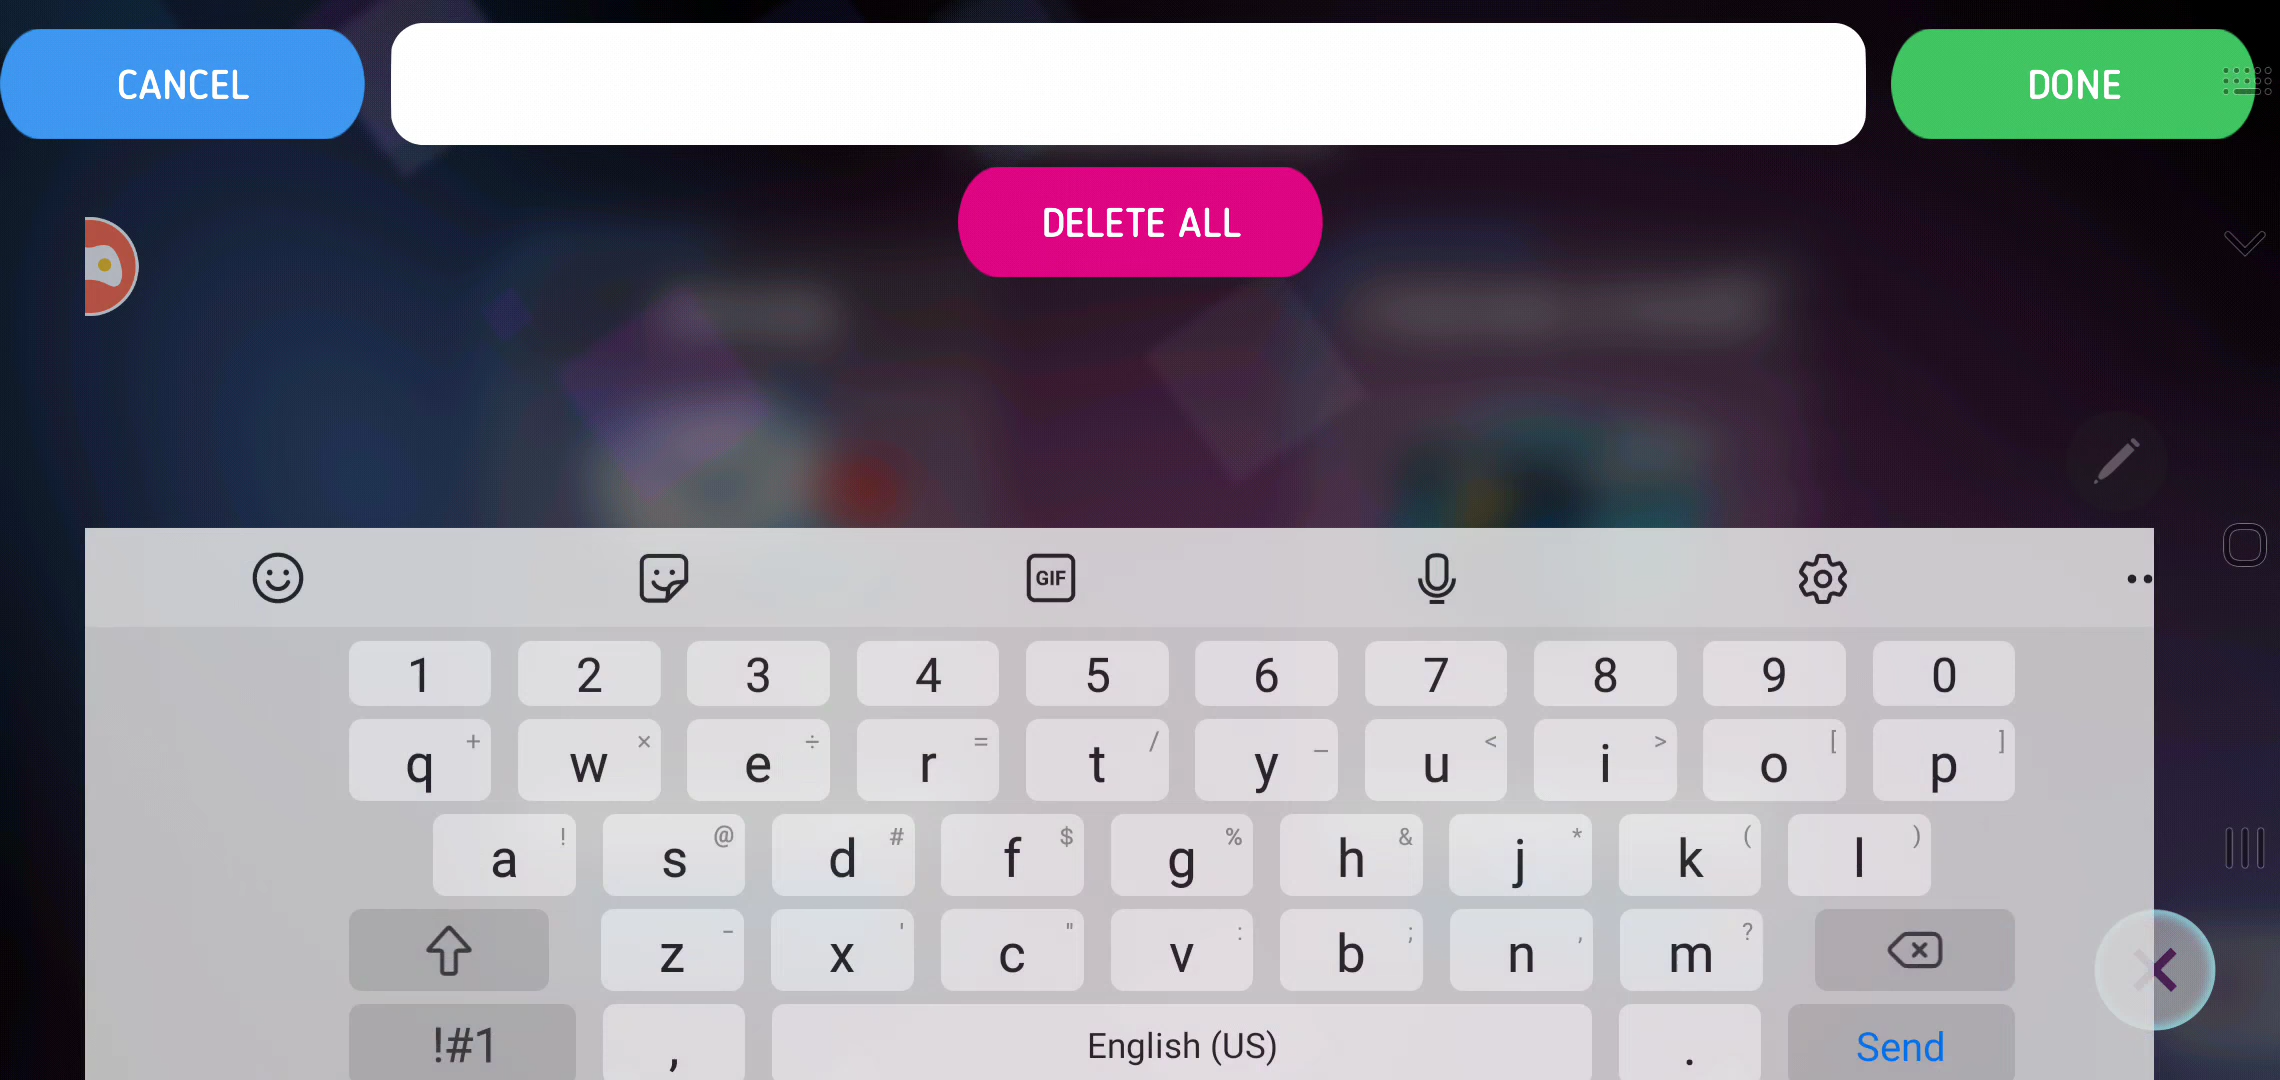 CANCEL
DONE
DELETE ALL
GIF
1 2 3 4 5 6 7 8 9 0
q + w × e ÷ r = t / y _ u < i > o [ p ]
a ! s @ d # f $ g % h & j * k ( l )
z - x ' c " v : b ; n , m ?
!#1 , English (US) . Send